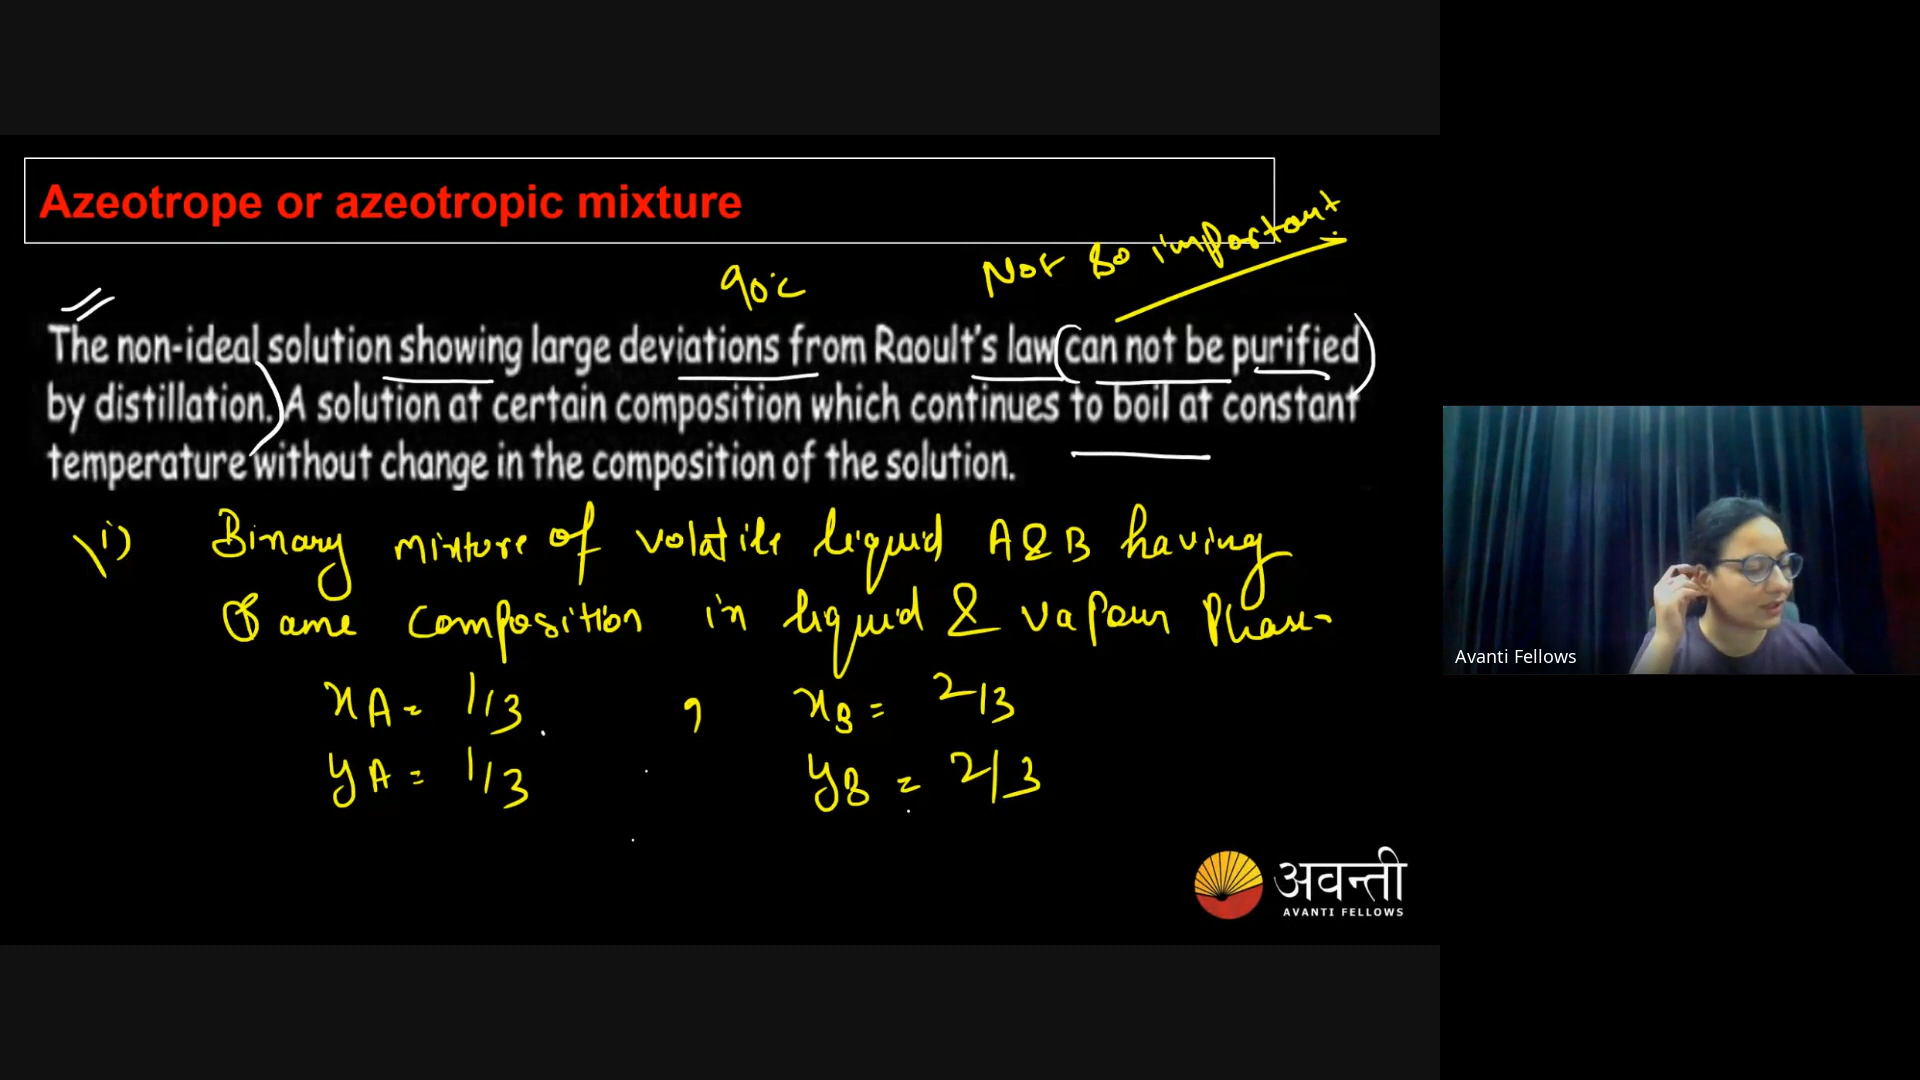 Azeotrope or azeotropic mixture
90°C
Not so important
The non-ideal solution showing large deviations from Raoult's law can not be purified
by distillation. A solution at certain composition which continues to boil at constant
temperature without change in the composition of the solution.
i) Binary mixture of volatile liquid A & B having
Same composition in liquid & vapour Phase
xA = 1/3 , xB = 2/3
yA = 1/3 yB = 2/3
Avanti Fellows
अवन्ती
AVANTI FELLOWS